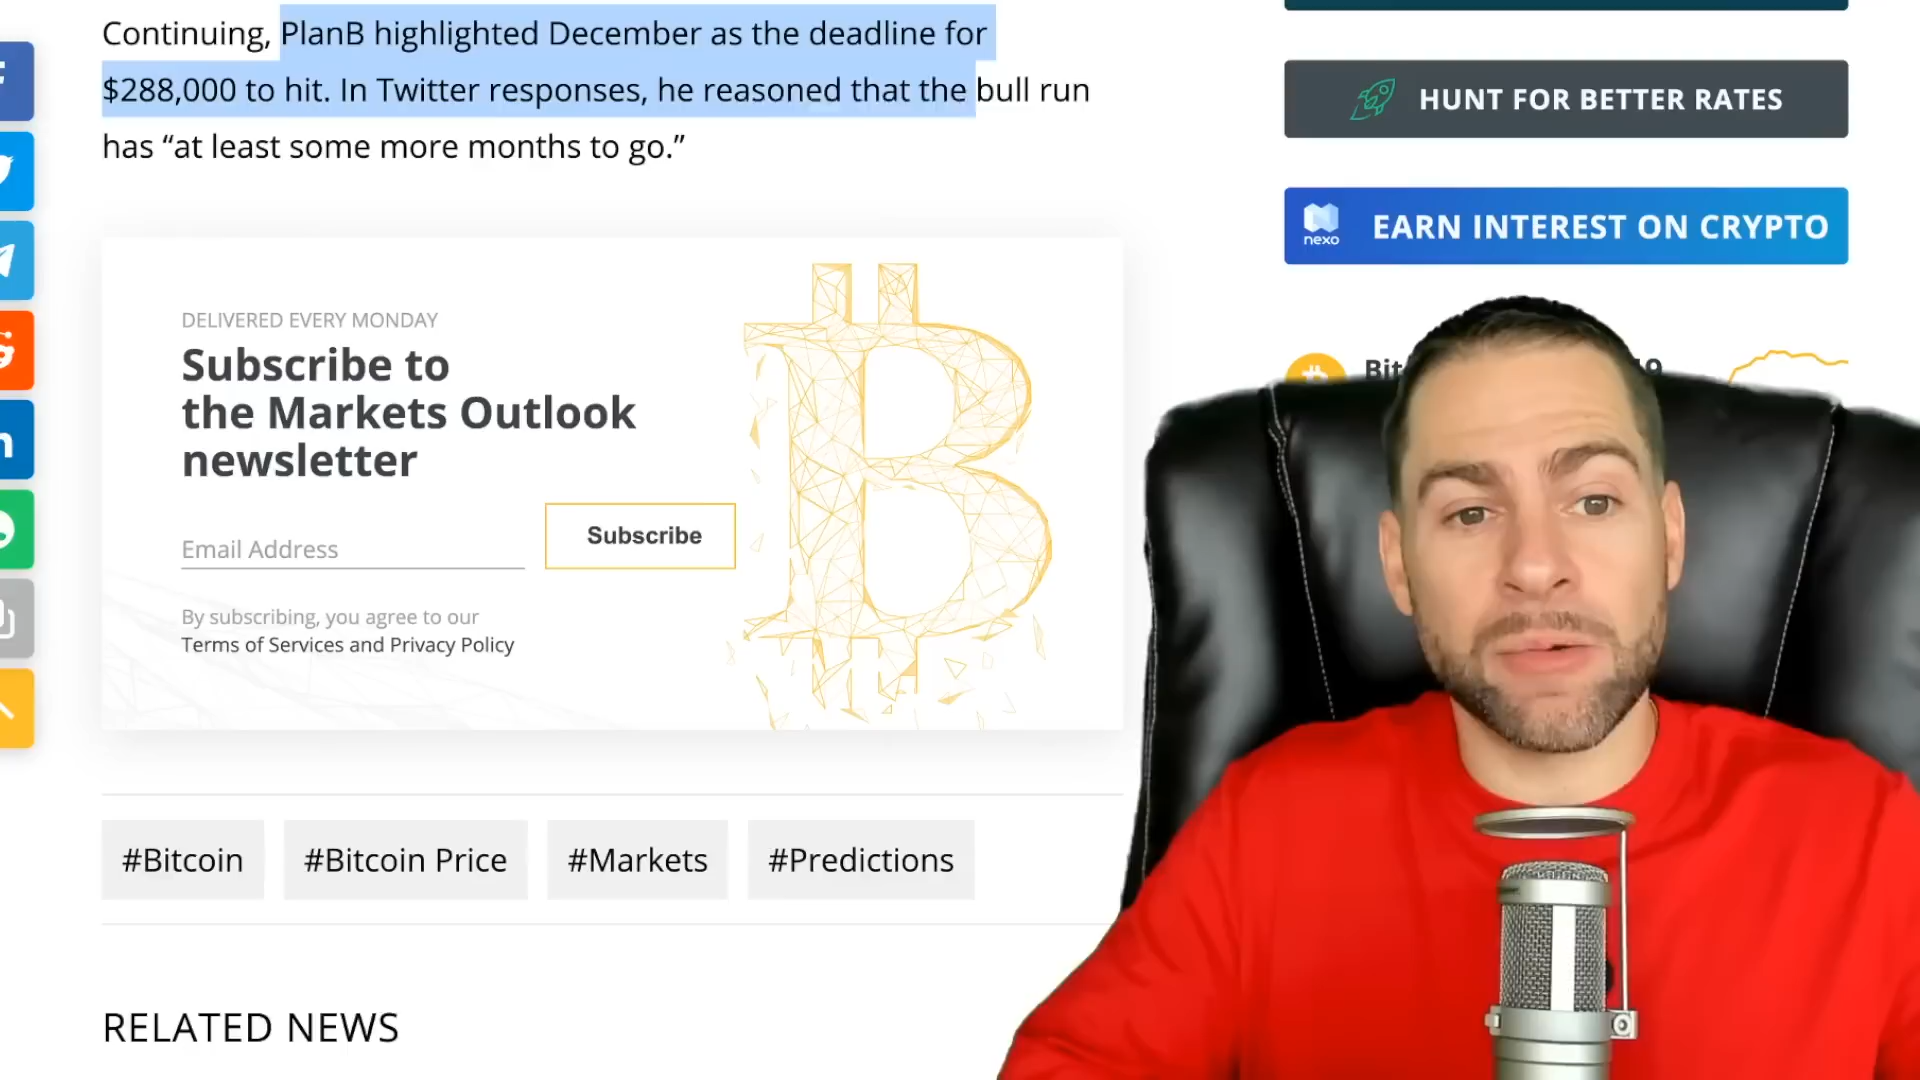 Continuing, PlanB highlighted December as the deadline for
$288,000 to hit. In Twitter responses, he reasoned that the bull run
has “at least some more months to go.”
DELIVERED EVERY MONDAY
Subscribe to
the Markets Outlook
newsletter
Email Address
Subscribe
By subscribing, you agree to our
Terms of Services and Privacy Policy
#Bitcoin
#Bitcoin Price
#Markets
#Predictions
RELATED NEWS
HUNT FOR BETTER RATES
nexo
EARN INTEREST ON CRYPTO